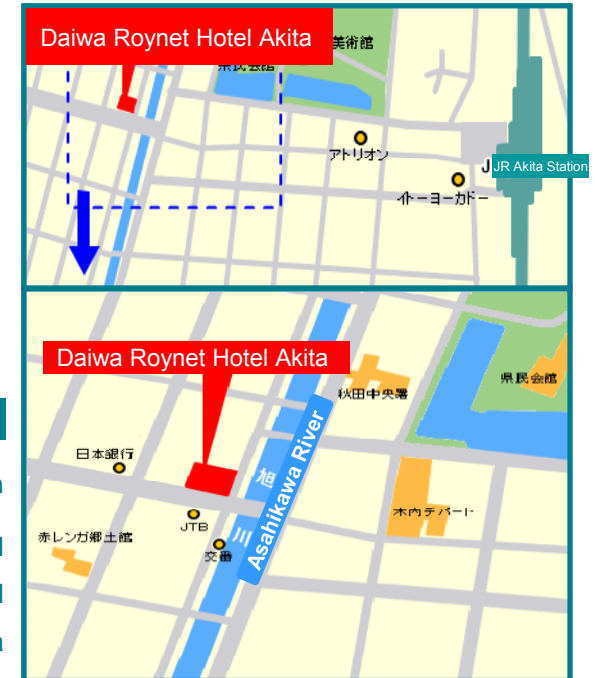 Daiwa Roynet Hotel Akita
美術館
県民会館
アトリオン
J
JR Akita Station
イトーヨーカドー
Daiwa Roynet Hotel Akita
県民会館
秋田中央署
日本銀行
旭
川
Asahikawa River
木内デパート
JTB
交番
赤レンガ郷土館
n
l
l
a